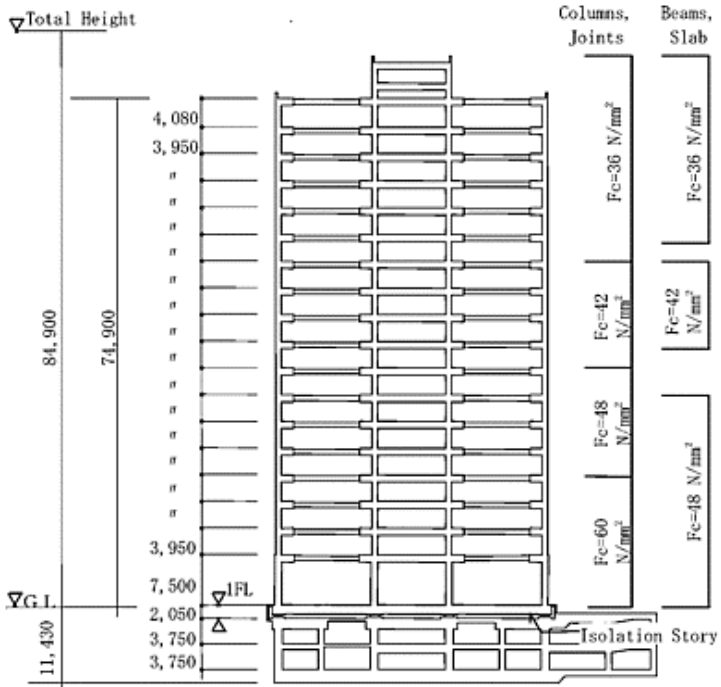 Total Height
Columns,
Joints
Beams,
Slab
4,080
3,950
〃
〃
〃
〃
〃
〃
〃
〃
〃
〃
〃
〃
〃
〃
3,950
7,500
2,050
3,750
3,750
84,900
74,900
11,430
G L
1FL
Fc=36 N/mm²
Fc=42
N/mm²
Fc=48
N/mm²
Fc=60
N/mm²
Fc=36 N/mm²
Fc=42
N/mm²
Fc=48 N/mm²
Isolation Story